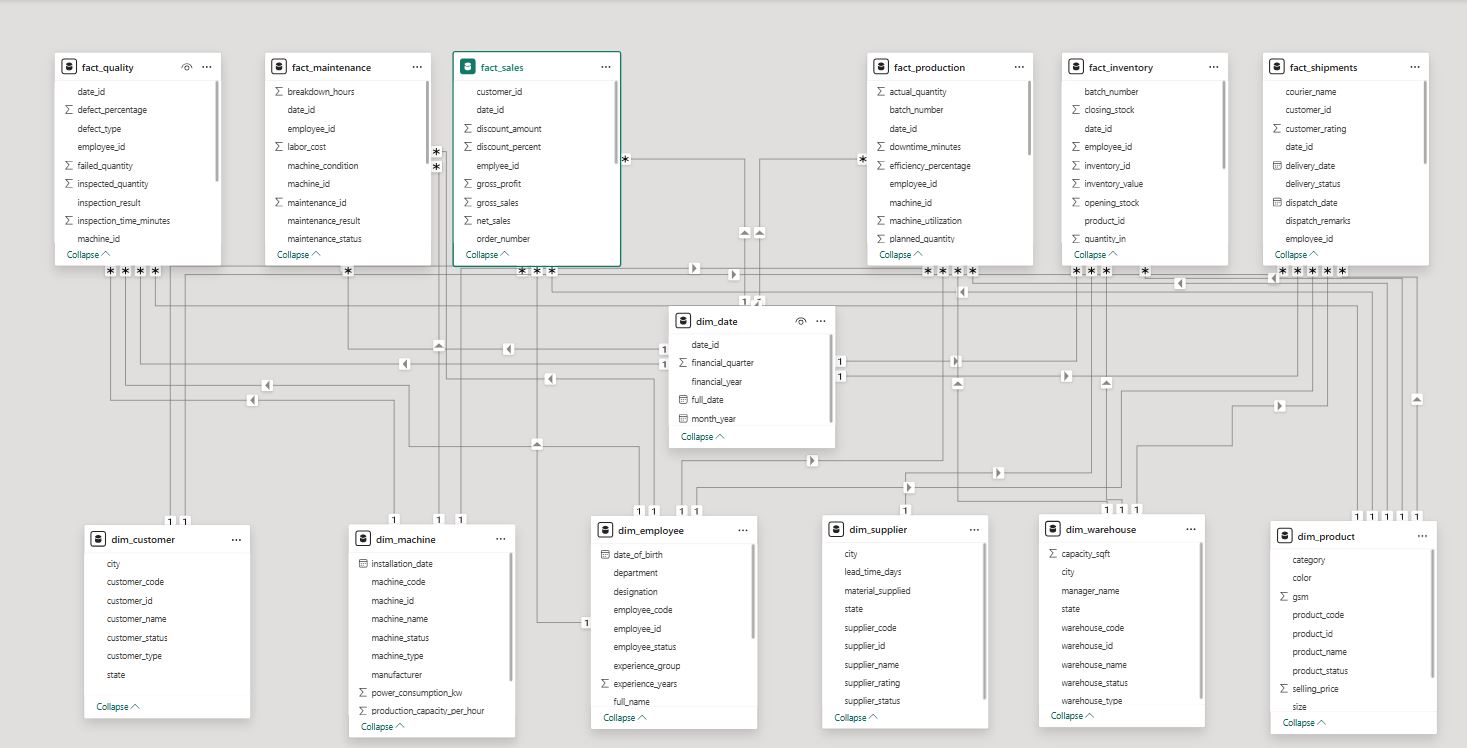 fact_quality
date_id
defect_percentage
defect_type
employee_id
failed_quantity
inspected_quantity
inspection_result
inspection_time_minutes
machine_id
Collapse
fact_maintenance
breakdown_hours
date_id
employee_id
labor_cost
machine_condition
machine_id
maintenance_id
maintenance_result
maintenance_status
Collapse
fact_sales
customer_id
date_id
discount_amount
discount_percent
emplyee_id
gross_profit
gross_sales
net_sales
order_number
Collapse
fact_production
actual_quantity
batch_number
date_id
downtime_minutes
efficiency_percentage
employee_id
machine_id
machine_utilization
planned_quantity
Collapse
fact_inventory
batch_number
closing_stock
date_id
employee_id
inventory_id
inventory_value
opening_stock
product_id
quantity_in
Collapse
fact_shipments
courier_name
customer_id
customer_rating
date_id
delivery_date
delivery_status
dispatch_date
dispatch_remarks
employee_id
Collapse
dim_date
date_id
financial_quarter
financial_year
full_date
month_year
Collapse
dim_customer
city
customer_code
customer_id
customer_name
customer_status
customer_type
state
Collapse
dim_machine
installation_date
machine_code
machine_id
machine_name
machine_status
machine_type
manufacturer
power_consumption_kw
production_capacity_per_hour
Collapse
dim_employee
date_of_birth
department
designation
employee_code
employee_id
employee_status
experience_group
experience_years
full_name
Collapse
dim_supplier
city
lead_time_days
material_supplied
state
supplier_code
supplier_id
supplier_name
supplier_rating
supplier_status
Collapse
dim_warehouse
capacity_sqft
city
manager_name
state
warehouse_code
warehouse_id
warehouse_name
warehouse_status
warehouse_type
Collapse
dim_product
category
color
gsm
product_code
product_id
product_name
product_status
selling_price
size
Collapse